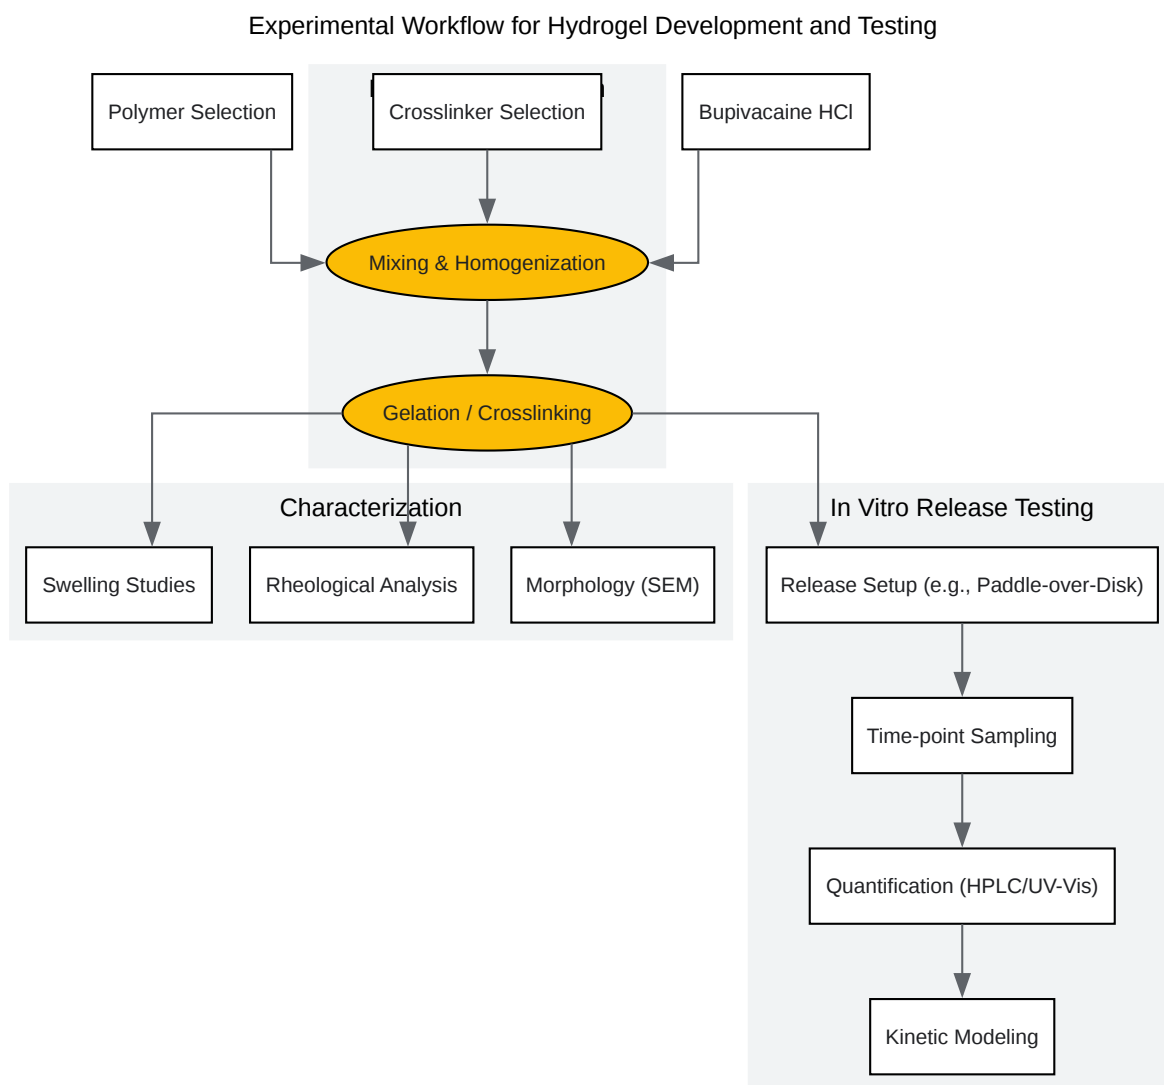 Experimental Workflow for Hydrogel Development and Testing
Polymer Selection
Crosslinker Selection
Bupivacaine HCl
Mixing & Homogenization
Gelation / Crosslinking
Characterization
In Vitro Release Testing
Swelling Studies
Rheological Analysis
Morphology (SEM)
Release Setup (e.g., Paddle-over-Disk)
Time-point Sampling
Quantification (HPLC/UV-Vis)
Kinetic Modeling